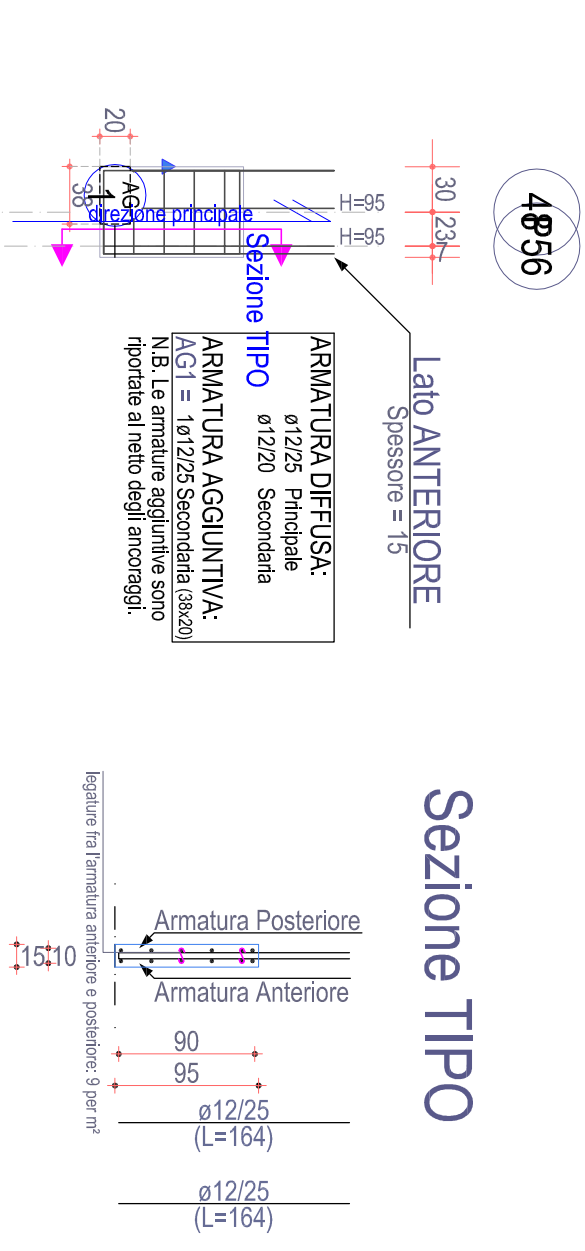 20
38
AG
1
direzione principale
H=95
H=95
30
23
7
48 56
Lato ANTERIORE
Spessore = 15
Sezione TIPO
ARMATURA DIFFUSA:
ø12/25 Principale
ø12/20 Secondaria
ARMATURA AGGIUNTIVA:
AG1 = 1ø12/25 Secondaria (38x20)
N.B. Le armature aggiuntive sono
riportate al netto degli ancoraggi.
Sezione TIPO
Armatura Posteriore
Armatura Anteriore
15
10
legature fra l'armatura anteriore e posteriore: 9 per m²
90
95
ø12/25
(L=164)
ø12/25
(L=164)